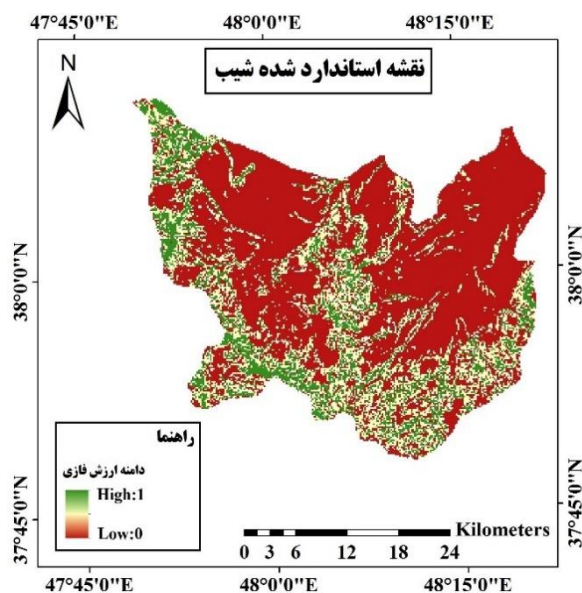 47°45'0"E 48°0'0"E 48°15'0"E
نقشه استاندارد شده شیب
N
38°0'0"N
38°0'0"N
راهنما
دامنه ارزش فازی
High:1
Low:0
Kilometers
0 3 6 12 18 24
37°45'0"N
37°45'0"N
47°45'0"E 48°0'0"E 48°15'0"E